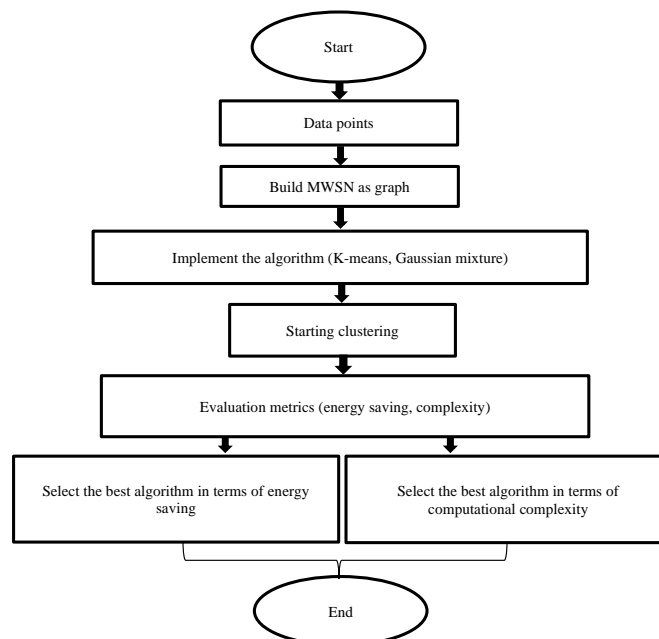 Start
Data points
Build MWSN as graph
Implement the algorithm (K-means, Gaussian mixture)
Starting clustering
Evaluation metrics (energy saving, complexity)
Select the best algorithm in terms of energy
saving
Select the best algorithm in terms of
computational complexity
End